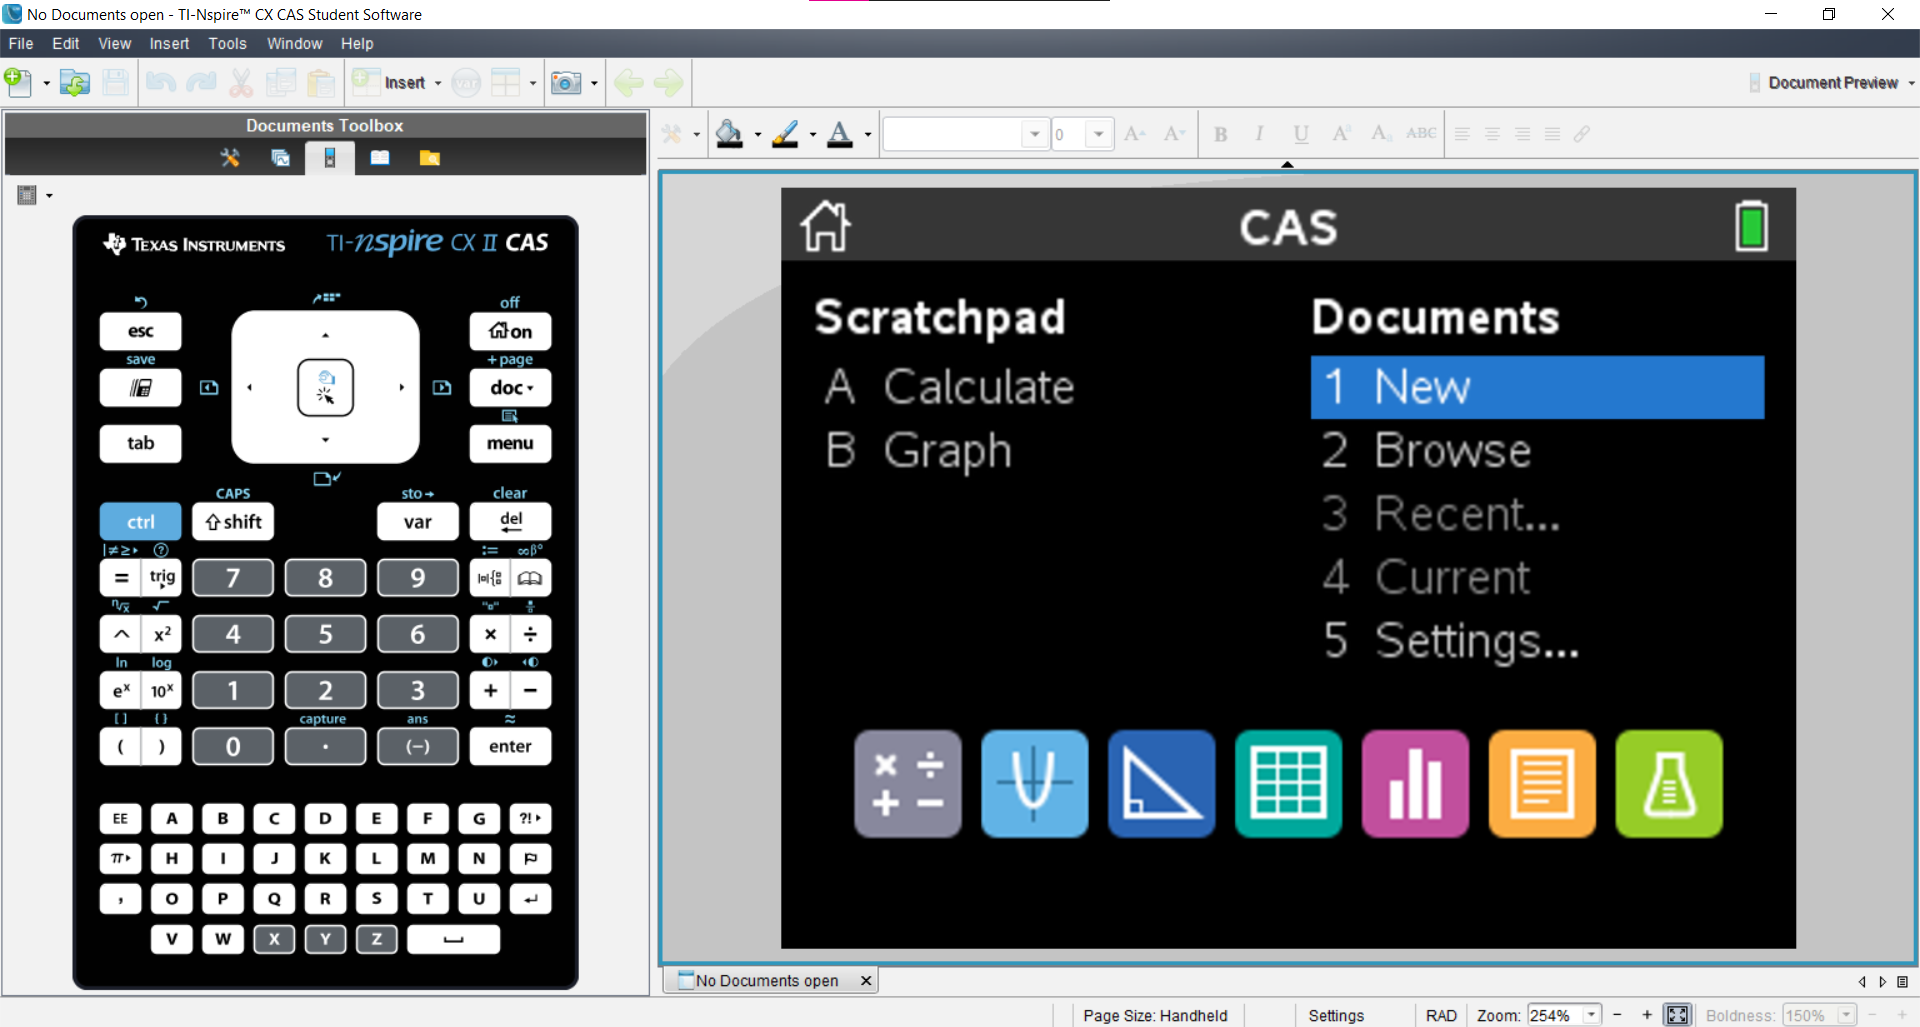 No Documents open - TI-Nspire™ CX CAS Student Software
File Edit View Insert Tools Window Help
Insert
Document Preview
Documents Toolbox
0
A A B I U A A ABC
TEXAS INSTRUMENTS TI-nspire CX II CAS
off
esc
on
save
+ page
doc
tab
menu
CAPS sto→ clear
ctrl shift var del
|≠≥▸ ? := ∞β°
= trig 7 8 9
ⁿ√x √ "▫"
^ x² 4 5 6 × ÷
ln log
eˣ 10ˣ 1 2 3 + −
[ ] { } capture ans ≈
( ) 0 . (−) enter
EE A B C D E F G ?!▸
π▸ H I J K L M N
, O P Q R S T U
V W X Y Z
CAS
Scratchpad
A Calculate
B Graph
Documents
1 New
2 Browse
3 Recent...
4 Current
5 Settings...
× ÷
+ −
No Documents open
Page Size: Handheld Settings RAD Zoom: 254% − + Boldness: 150% − +